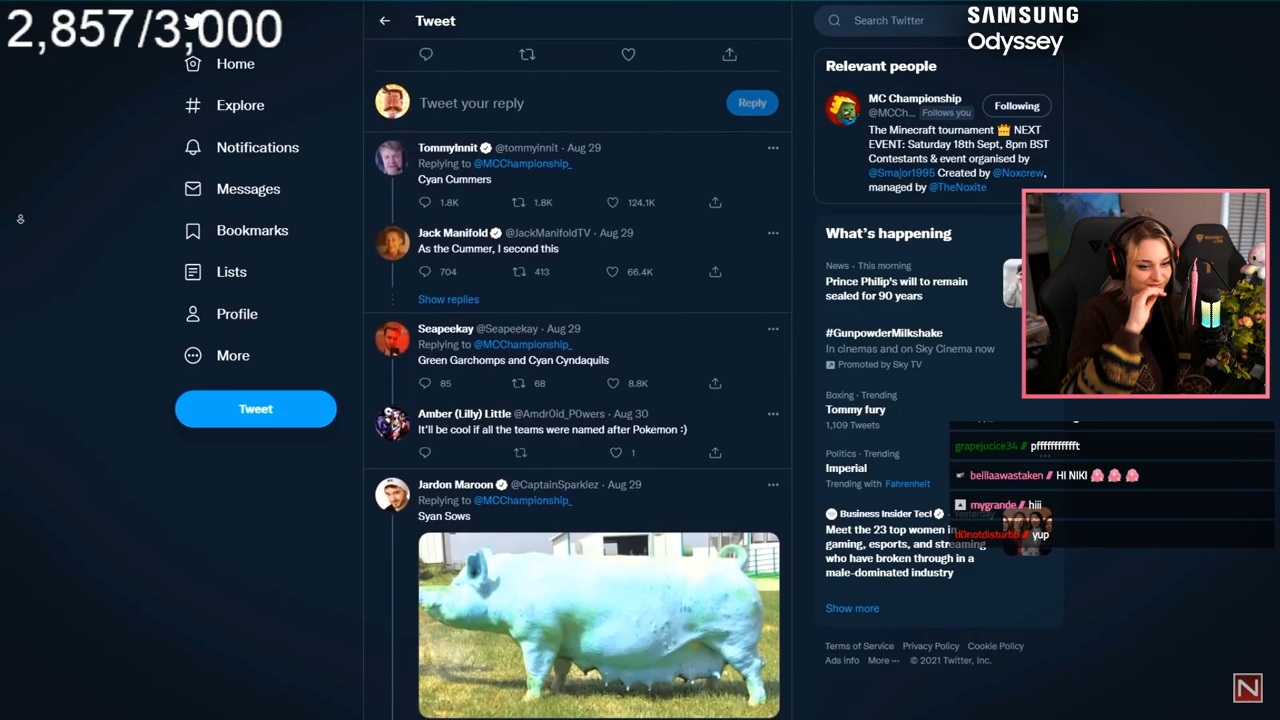 2,857/3,000
Home
Explore
Notifications
Messages
Bookmarks
Lists
Profile
More
Tweet
Tweet
Tweet your reply
Reply
TommyInnit @tommyinnit · Aug 29
Replying to @MCChampionship_
Cyan Cummers
1.8K 1.8K 124.1K
Jack Manifold @JackManifoldTV · Aug 29
As the Cummer, I second this
704 413 66.4K
Show replies
Seapeekay @Seapeekay · Aug 29
Replying to @MCChampionship_
Green Garchomps and Cyan Cyndaquils
85 68 8.8K
Amber (Lilly) Little @Amdr0id_P0wers · Aug 30
It'll be cool if all the teams were named after Pokemon :)
1
Jardon Maroon @CaptainSparklez · Aug 29
Replying to @MCChampionship_
Syan Sows
Search Twitter
SAMSUNG
Odyssey
Relevant people
MC Championship
@MCCh... Follows you
Following
The Minecraft tournament 👑 NEXT
EVENT: Saturday 18th Sept, 8pm BST
Contestants & event organised by
@Smajor1995 Created by @Noxcrew,
managed by @TheNoxite
What's happening
News · This morning
Prince Philip's will to remain
sealed for 90 years
#GunpowderMilkshake
In cinemas and on Sky Cinema now
Promoted by Sky TV
Boxing · Trending
Tommy fury
1,109 Tweets
Politics · Trending
Imperial
Trending with Fahrenheit
Business Insider Tecl · Yesterday
Meet the 23 top women in
gaming, esports, and streaming
who have broken through in a
male-dominated industry
Show more
Terms of Service Privacy Policy Cookie Policy
Ads info More ··· © 2021 Twitter, Inc.
grapejucice34 // pfffffffffffft
belllaawastaken // HI NIKI
mygrande // hiii
d0notdisturbb // yup
N